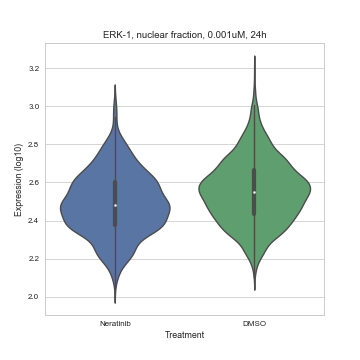 ERK-1, nuclear fraction, 0.001uM, 24h
Expression (log10)
3.2
3.0
2.8
2.6
2.4
2.2
2.0
Neratinib
DMSO
Treatment